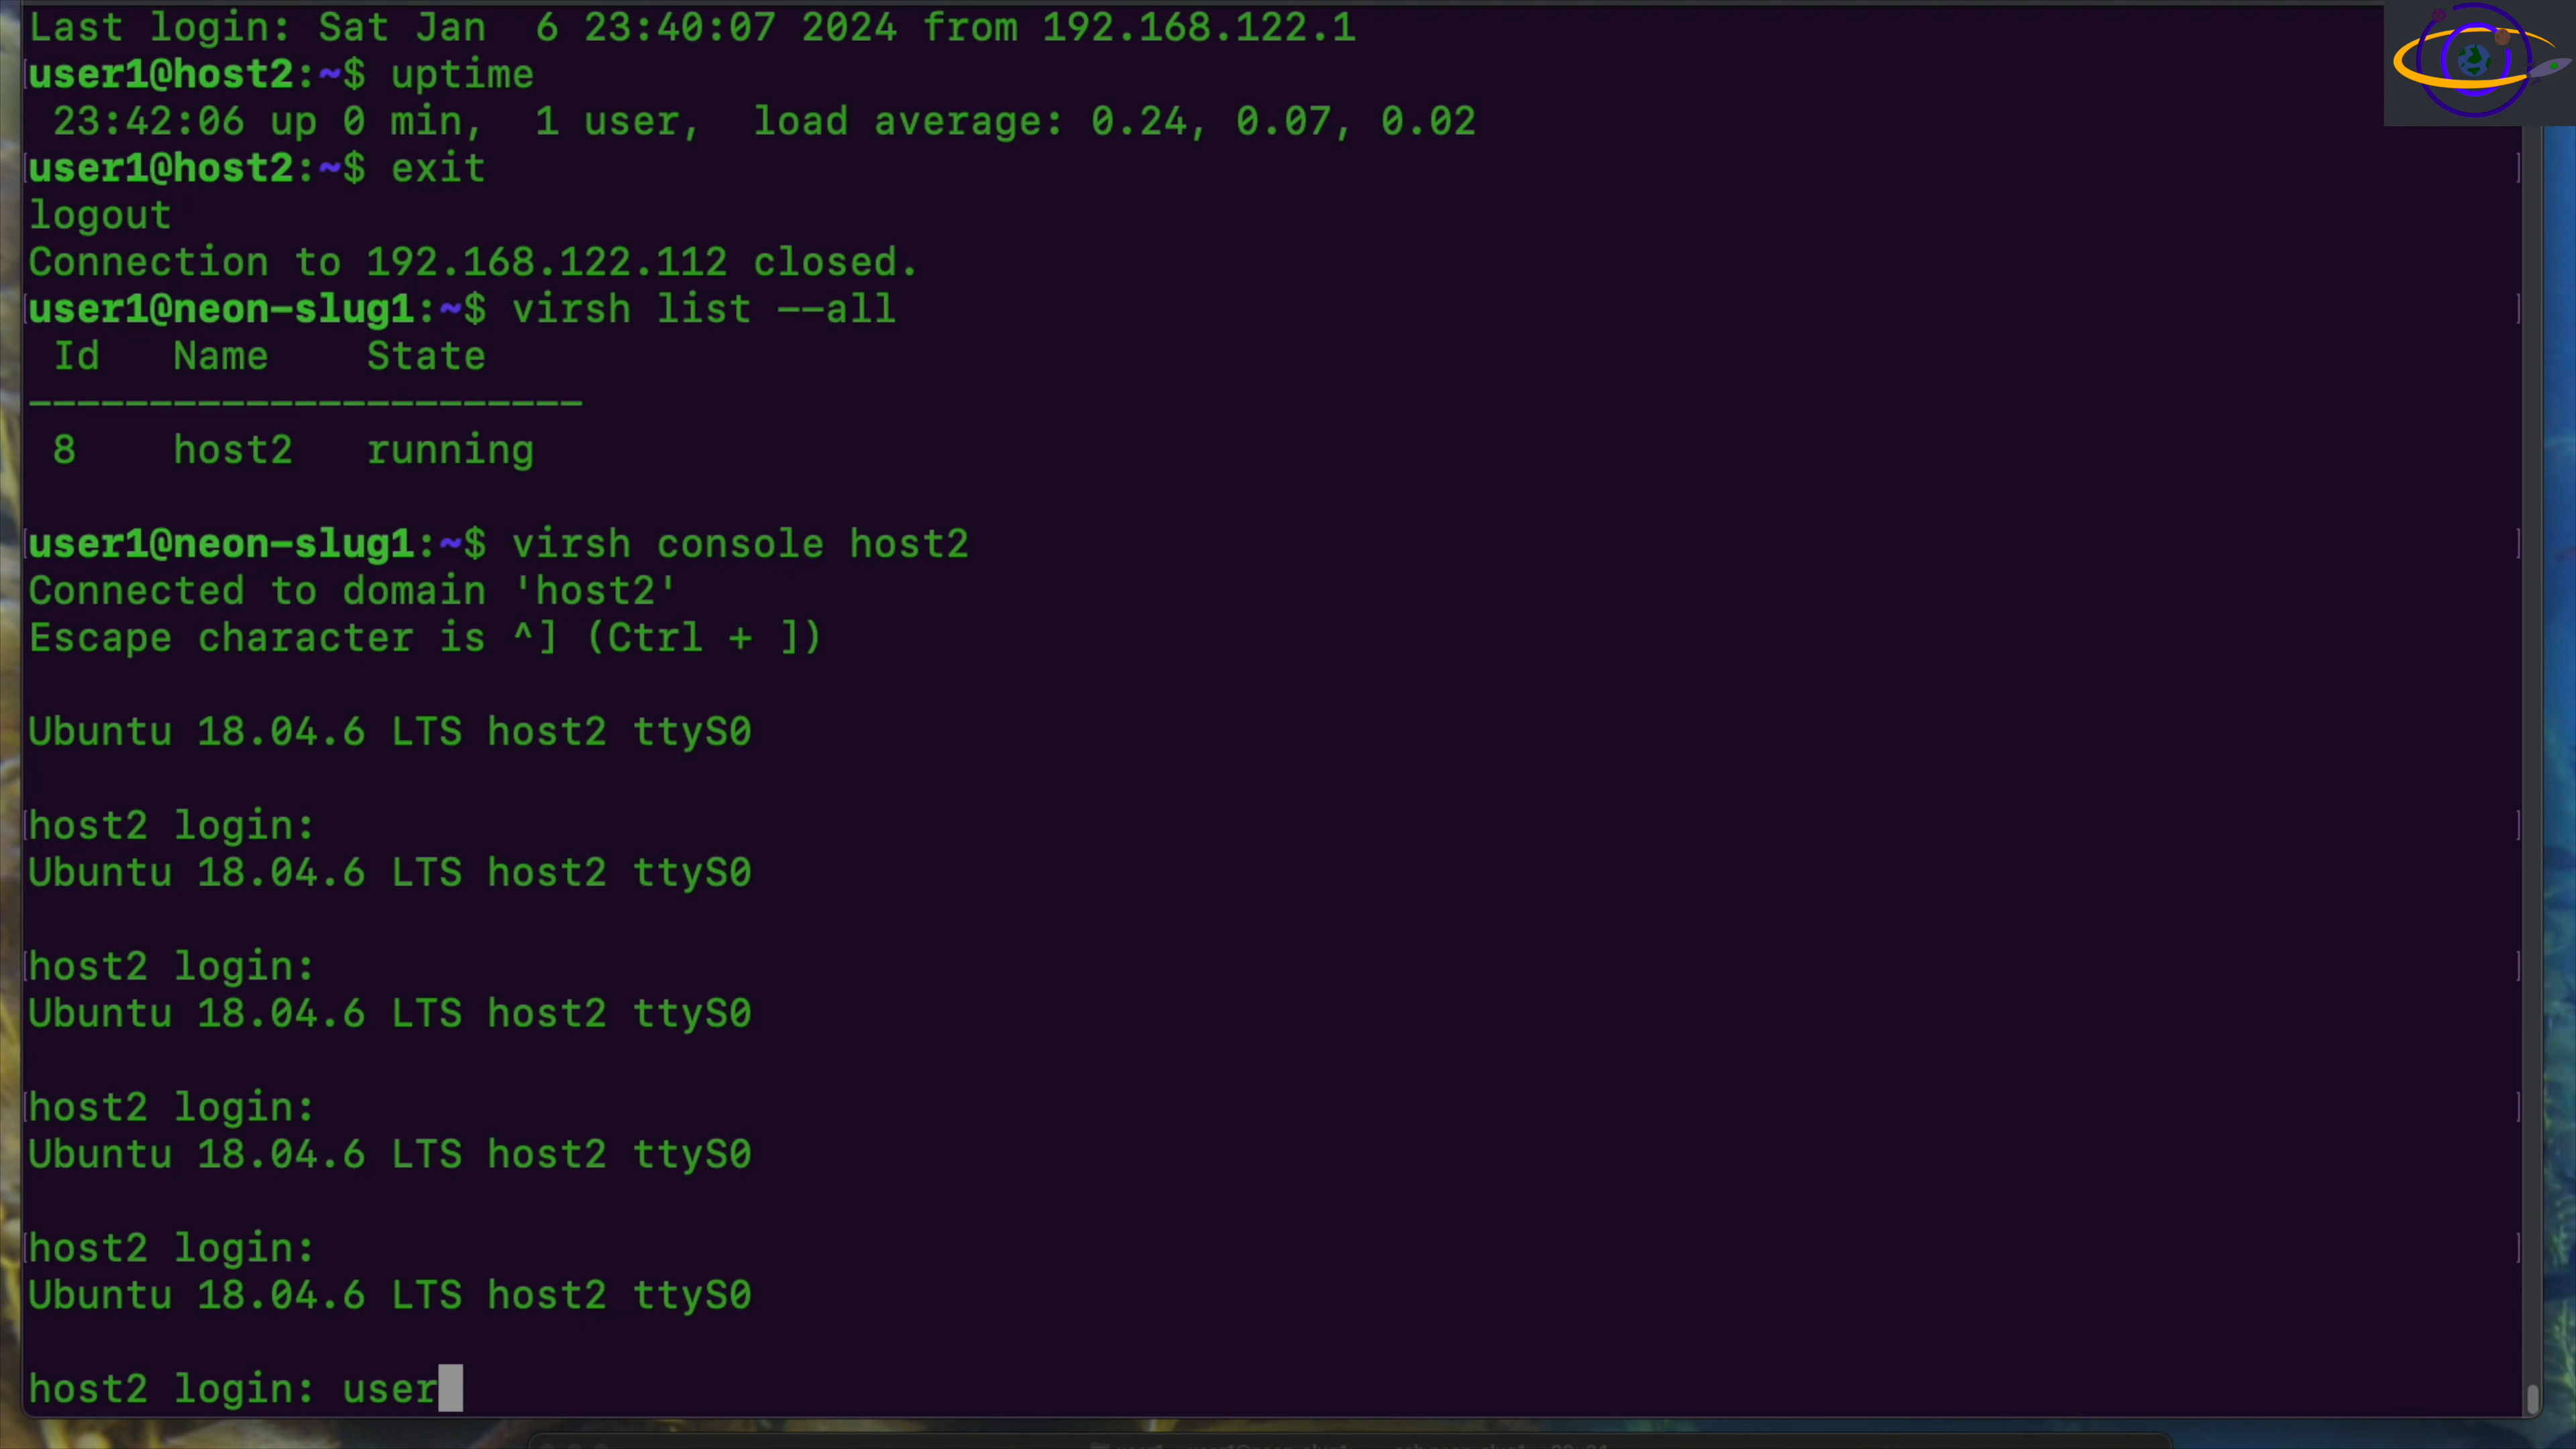 Last login: Sat Jan  6 23:40:07 2024 from 192.168.122.1
user1@host2:~$ uptime
 23:42:06 up 0 min,  1 user,  load average: 0.24, 0.07, 0.02
user1@host2:~$ exit
logout
Connection to 192.168.122.112 closed.
user1@neon-slug1:~$ virsh list --all
 Id   Name    State
-----------------------
 8    host2   running
user1@neon-slug1:~$ virsh console host2
Connected to domain 'host2'
Escape character is ^] (Ctrl + ])
Ubuntu 18.04.6 LTS host2 ttyS0
host2 login:
Ubuntu 18.04.6 LTS host2 ttyS0
host2 login:
Ubuntu 18.04.6 LTS host2 ttyS0
host2 login:
Ubuntu 18.04.6 LTS host2 ttyS0
host2 login:
Ubuntu 18.04.6 LTS host2 ttyS0
host2 login: user